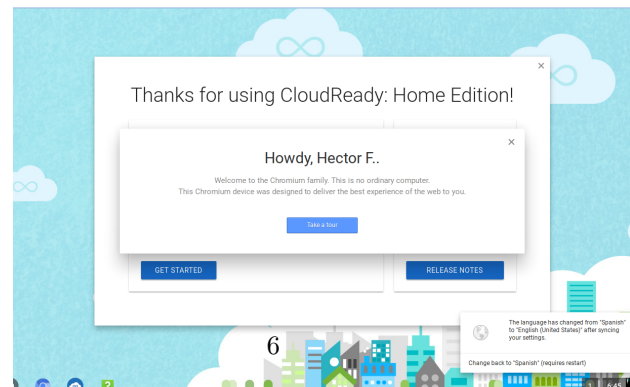 Thanks for using CloudReady: Home Edition!
Howdy, Hector F..
Welcome to the Chromium family. This is no ordinary computer.
This Chromium device was designed to deliver the best experience of the web to you.
Take a tour
GET STARTED
RELEASE NOTES
The language has changed from "Spanish"
to "English (United States)" after syncing
your settings.
Change back to "Spanish" (requires restart)
6
1
6:45